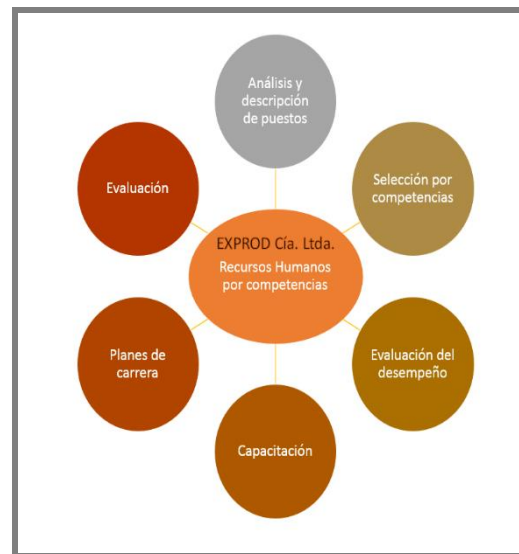 Análisis y
descripción
de puestos
Selección por
competencias
Evaluación del
desempeño
Capacitación
Planes de
carrera
Evaluación
EXPROD Cía. Ltda.
Recursos Humanos
por competencias